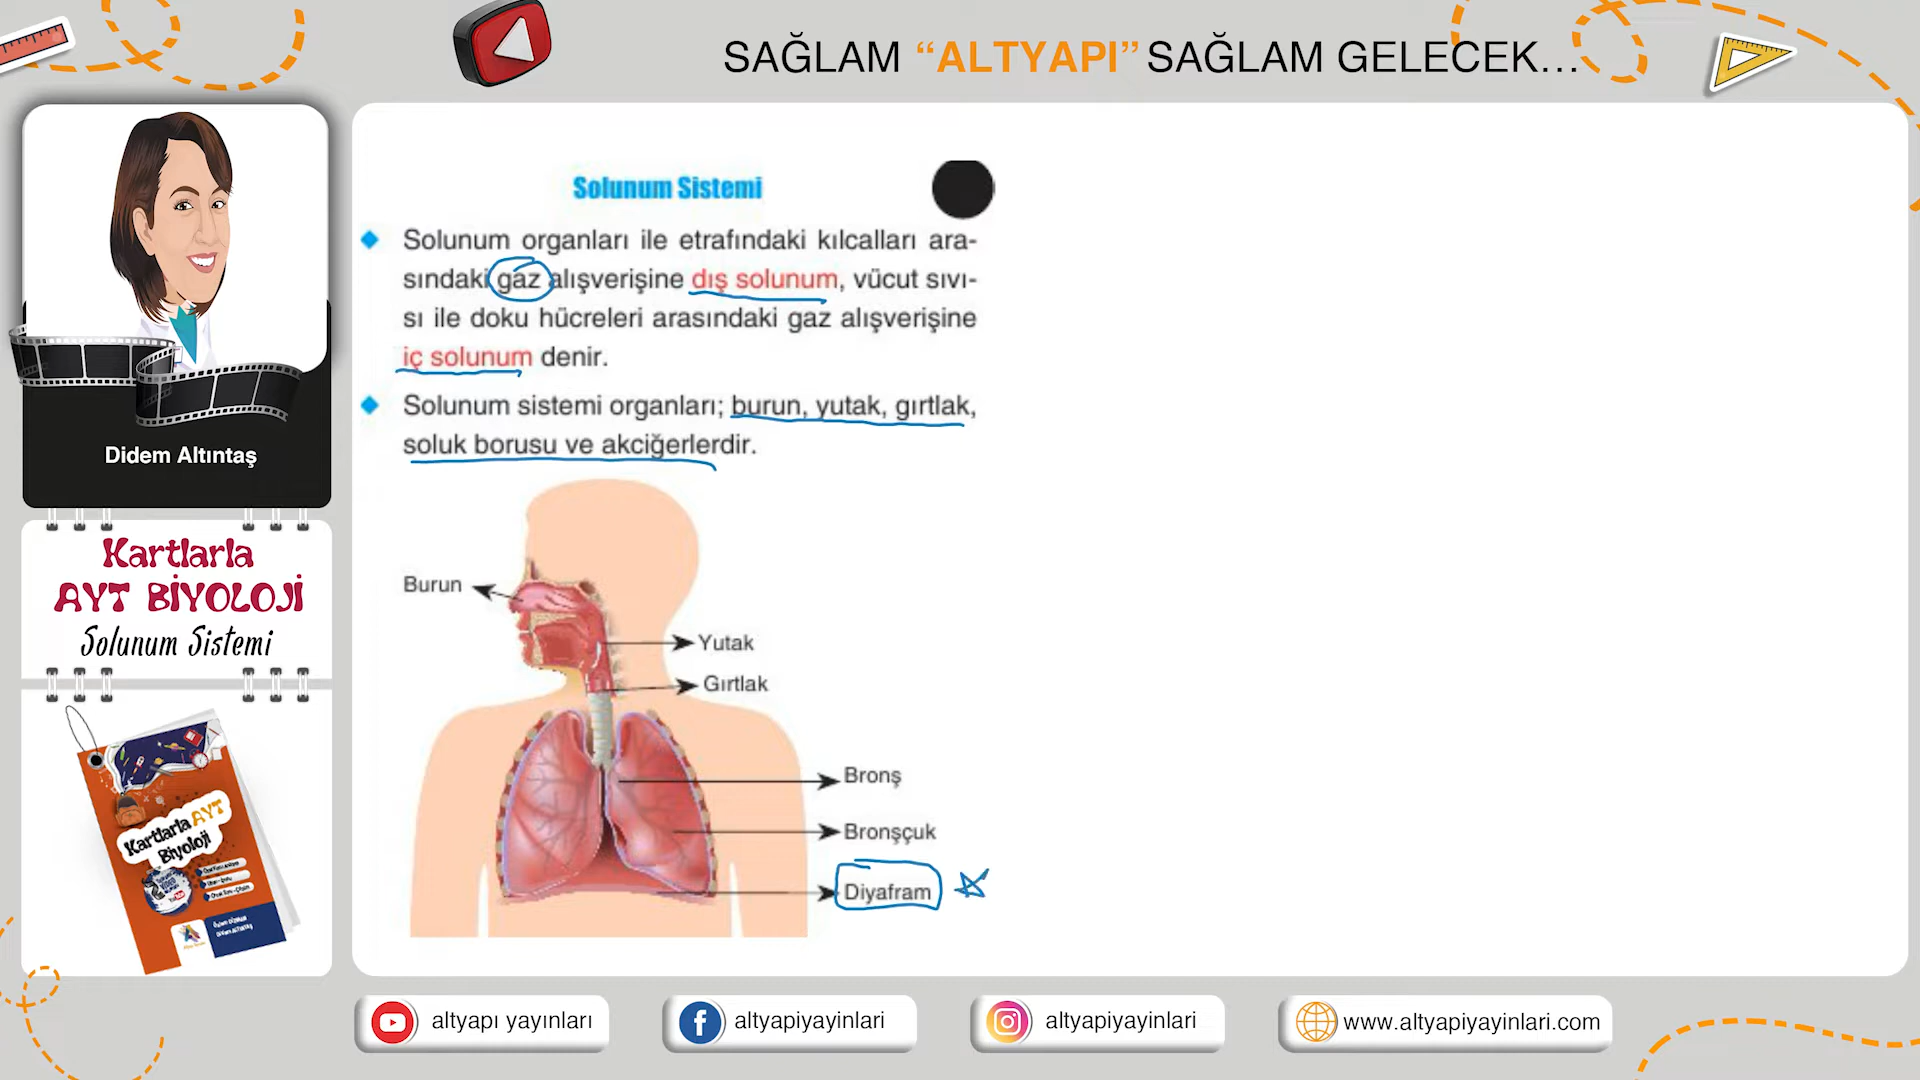 SAĞLAM “ALTYAPI” SAĞLAM GELECEK...
Didem Altıntaş
Kartlarla
AYT BİYOLOJİ
Solunum Sistemi
Kartlarla AYT
Biyoloji
Solunum Sistemi
Solunum organları ile etrafındaki kılcalları ara-
sındaki gaz alışverişine dış solunum, vücut sıvı-
sı ile doku hücreleri arasındaki gaz alışverişine
iç solunum denir.
Solunum sistemi organları; burun, yutak, gırtlak,
soluk borusu ve akciğerlerdir.
Burun
Yutak
Gırtlak
Bronş
Bronşçuk
Diyafram
altyapı yayınları
altyapiyayinlari
altyapiyayinlari
www.altyapiyayinlari.com